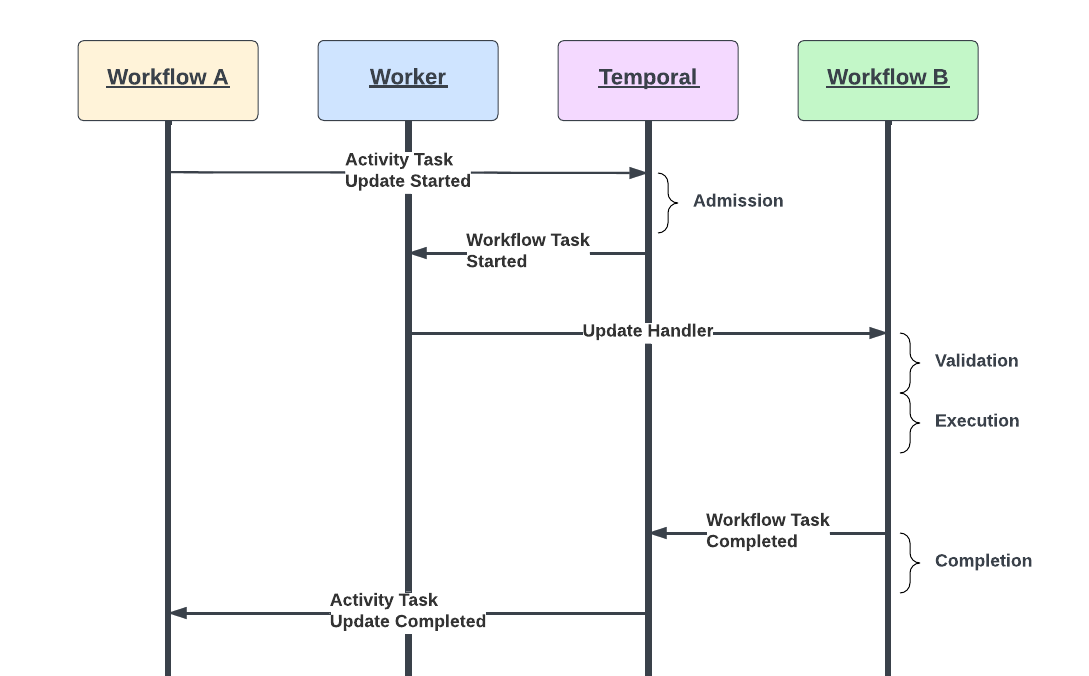 Workflow A
Worker
Temporal
Workflow B
Activity Task
Update Started
Admission
Workflow Task
Started
Update Handler
Validation
Execution
Workflow Task
Completed
Completion
Activity Task
Update Completed